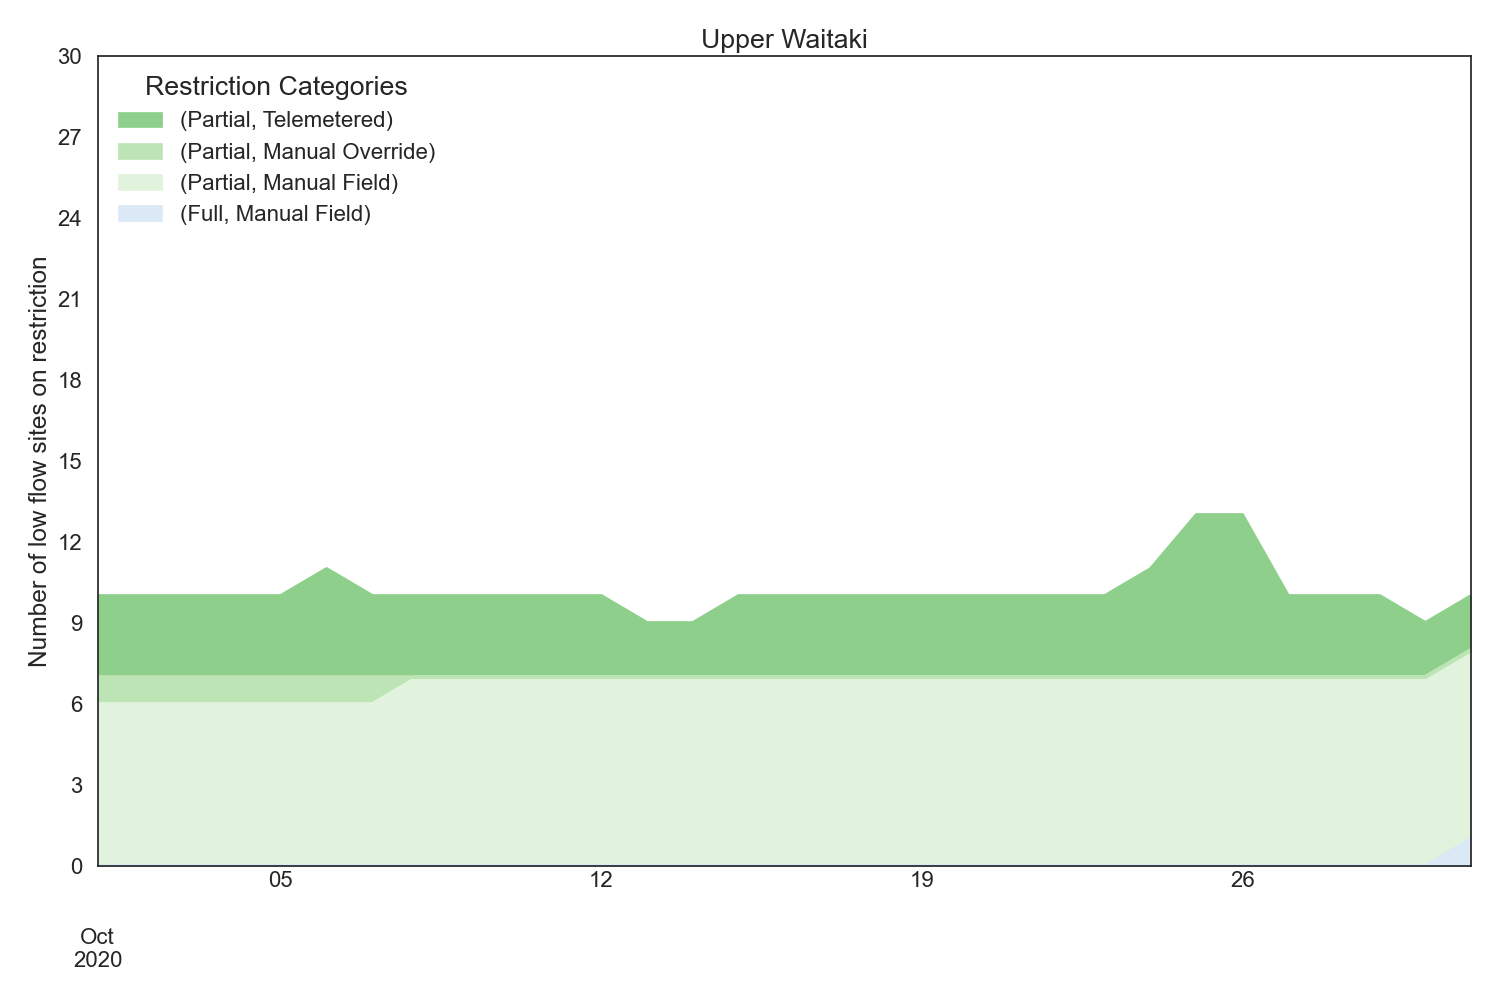 Upper Waitaki
30
27
24
21
18
15
12
9
6
3
0
Number of low flow sites on restriction
Restriction Categories
(Partial, Telemetered)
(Partial, Manual Override)
(Partial, Manual Field)
(Full, Manual Field)
05 12 19 26
Oct
2020